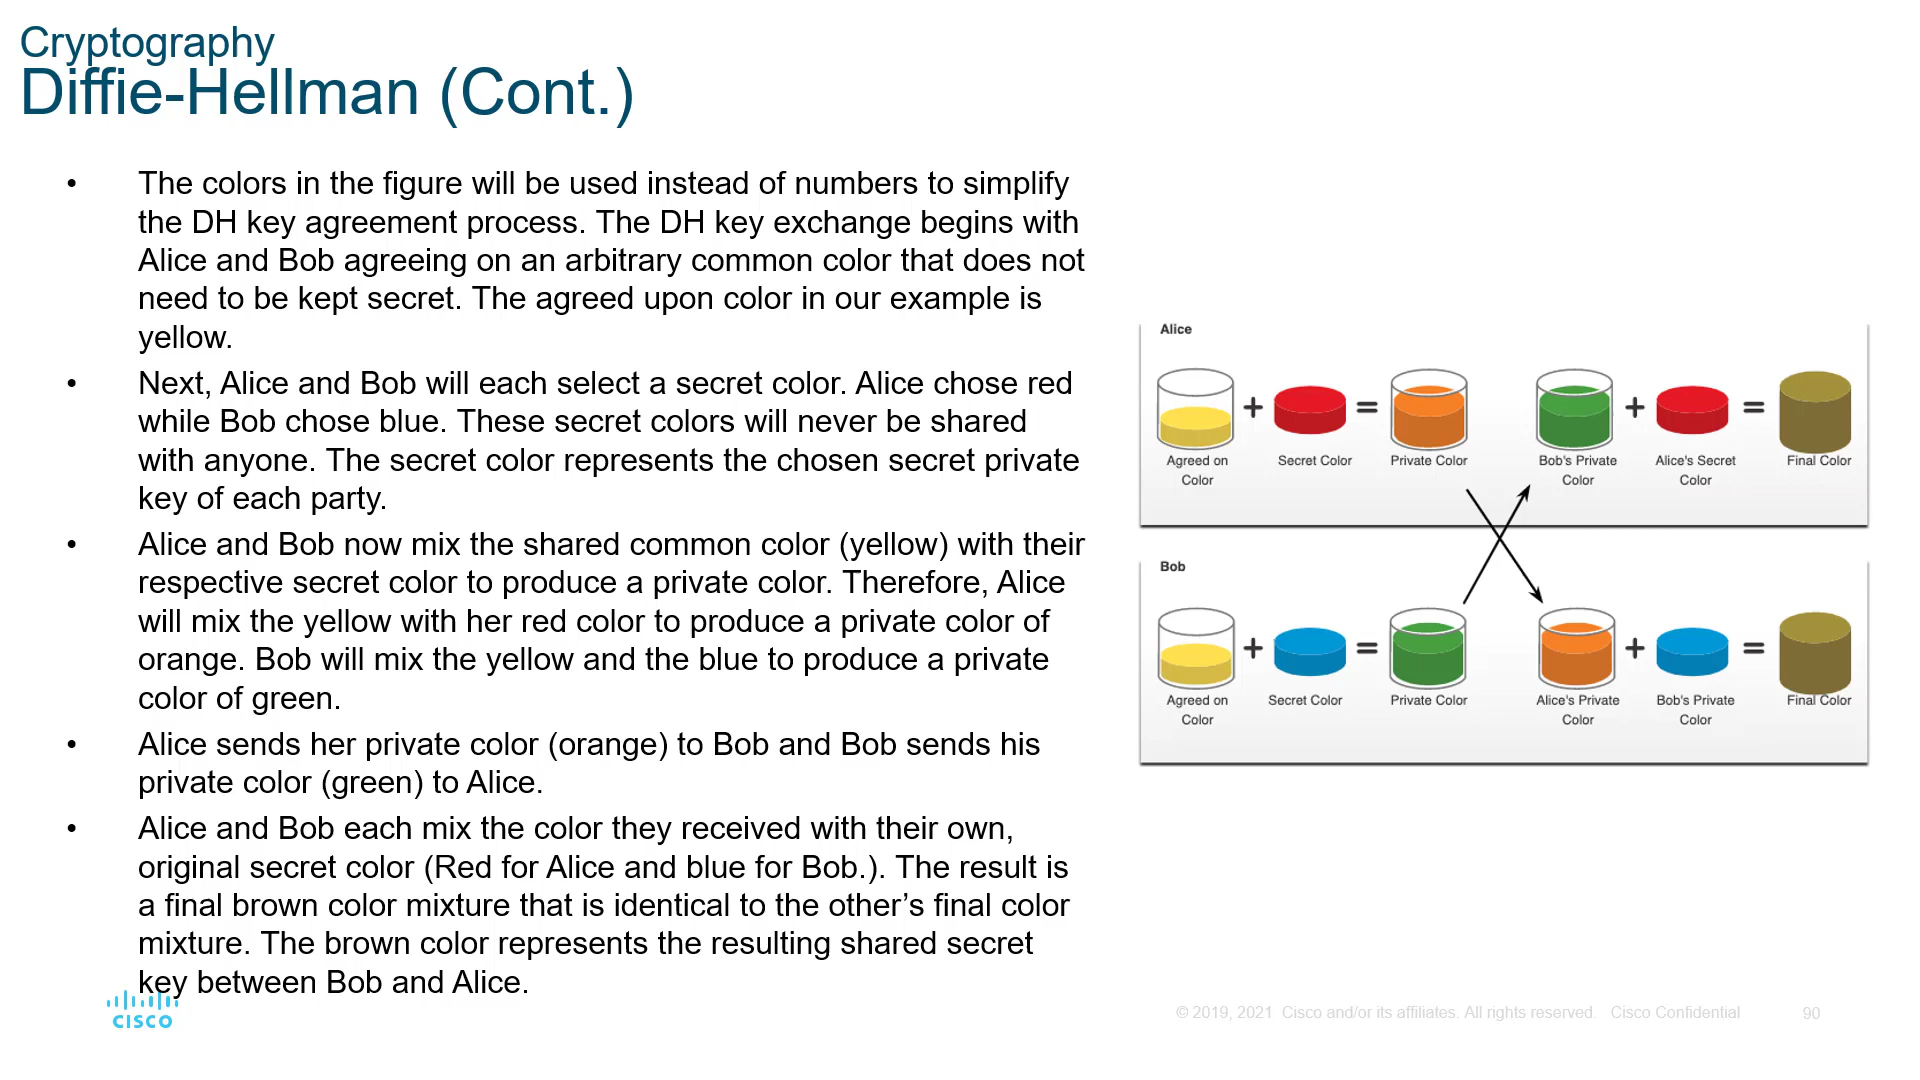 Cryptography
Diffie-Hellman (Cont.)
• The colors in the figure will be used instead of numbers to simplify
the DH key agreement process. The DH key exchange begins with
Alice and Bob agreeing on an arbitrary common color that does not
need to be kept secret. The agreed upon color in our example is
yellow.
• Next, Alice and Bob will each select a secret color. Alice chose red
while Bob chose blue. These secret colors will never be shared
with anyone. The secret color represents the chosen secret private
key of each party.
• Alice and Bob now mix the shared common color (yellow) with their
respective secret color to produce a private color. Therefore, Alice
will mix the yellow with her red color to produce a private color of
orange. Bob will mix the yellow and the blue to produce a private
color of green.
• Alice sends her private color (orange) to Bob and Bob sends his
private color (green) to Alice.
• Alice and Bob each mix the color they received with their own,
original secret color (Red for Alice and blue for Bob.). The result is
a final brown color mixture that is identical to the other’s final color
mixture. The brown color represents the resulting shared secret
key between Bob and Alice.
Alice
+ = + =
Agreed on Secret Color Private Color Bob's Private Alice's Secret Final Color
Color Color Color
Bob
+ = + =
Agreed on Secret Color Private Color Alice's Private Bob's Private Final Color
Color Color Color
CISCO
© 2019, 2021 Cisco and/or its affiliates. All rights reserved. Cisco Confidential 90